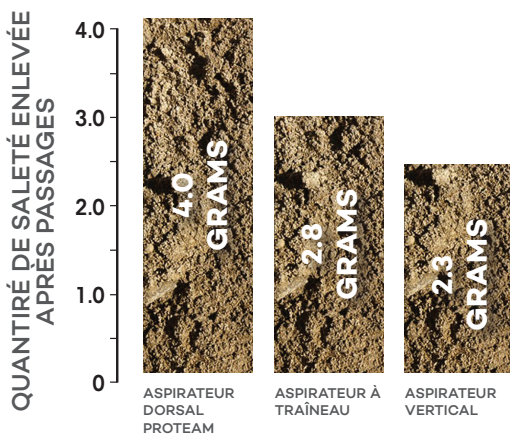 QUANTIRÉ DE SALETÉ ENLEVÉE
APRÈS PASSAGES
4.0
3.0
2.0
1.0
0
4.0
GRAMS
2.8
GRAMS
2.3
GRAMS
ASPIRATEUR
DORSAL
PROTEAM
ASPIRATEUR À
TRAÎNEAU
ASPIRATEUR
VERTICAL